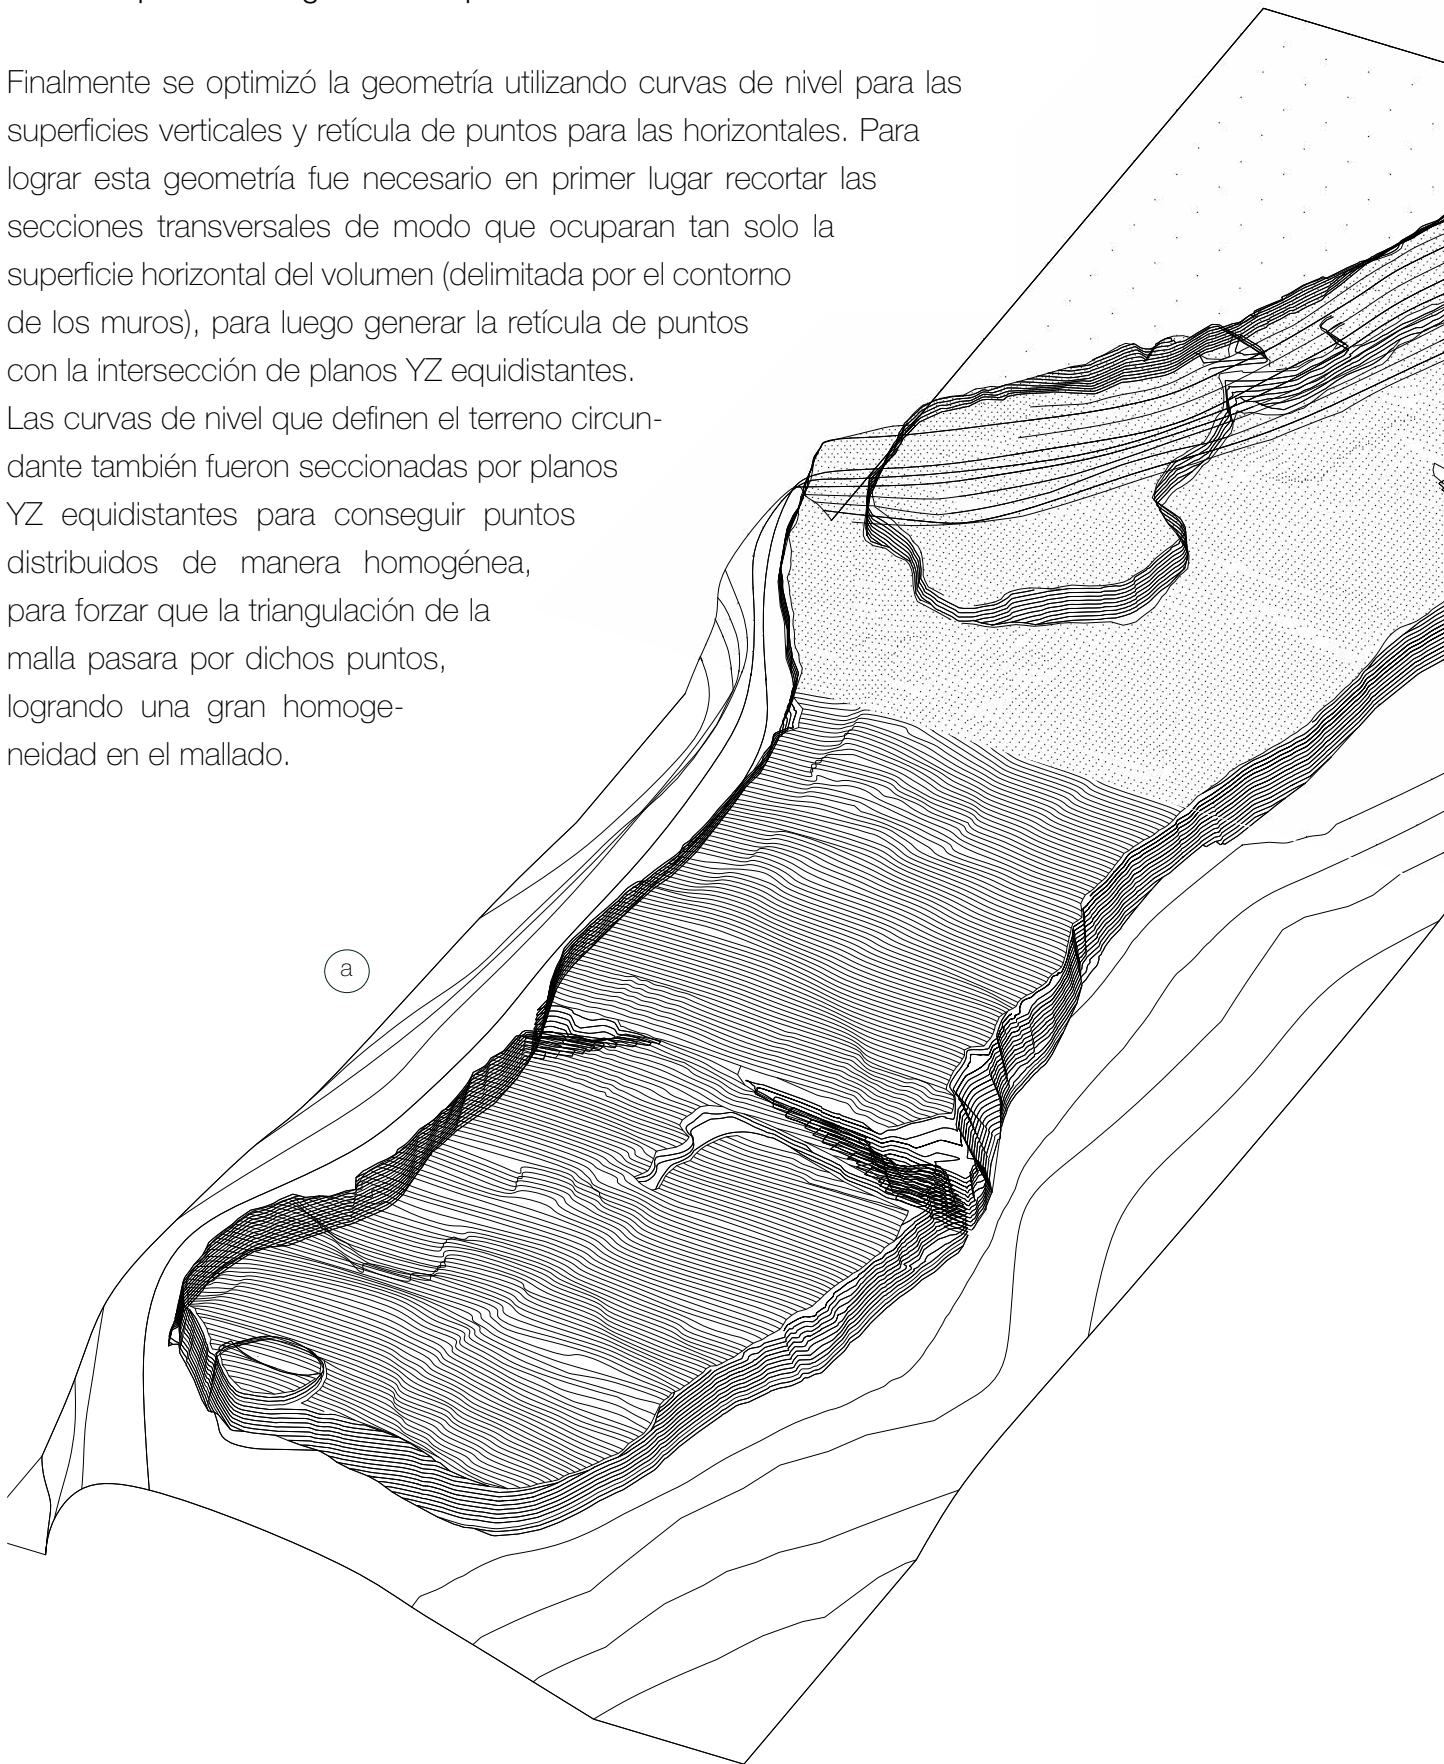 Finalmente se optimizó la geometría utilizando curvas de nivel para las
superficies verticales y retícula de puntos para las horizontales. Para
lograr esta geometría fue necesario en primer lugar recortar las
secciones transversales de modo que ocuparan tan solo la
superficie horizontal del volumen (delimitada por el contorno
de los muros), para luego generar la retícula de puntos
con la intersección de planos YZ equidistantes.
Las curvas de nivel que definen el terreno circun-
dante también fueron seccionadas por planos
YZ equidistantes para conseguir puntos
distribuidos de manera homogénea,
para forzar que la triangulación de la
malla pasara por dichos puntos,
logrando una gran homoge-
neidad en el mallado.
a